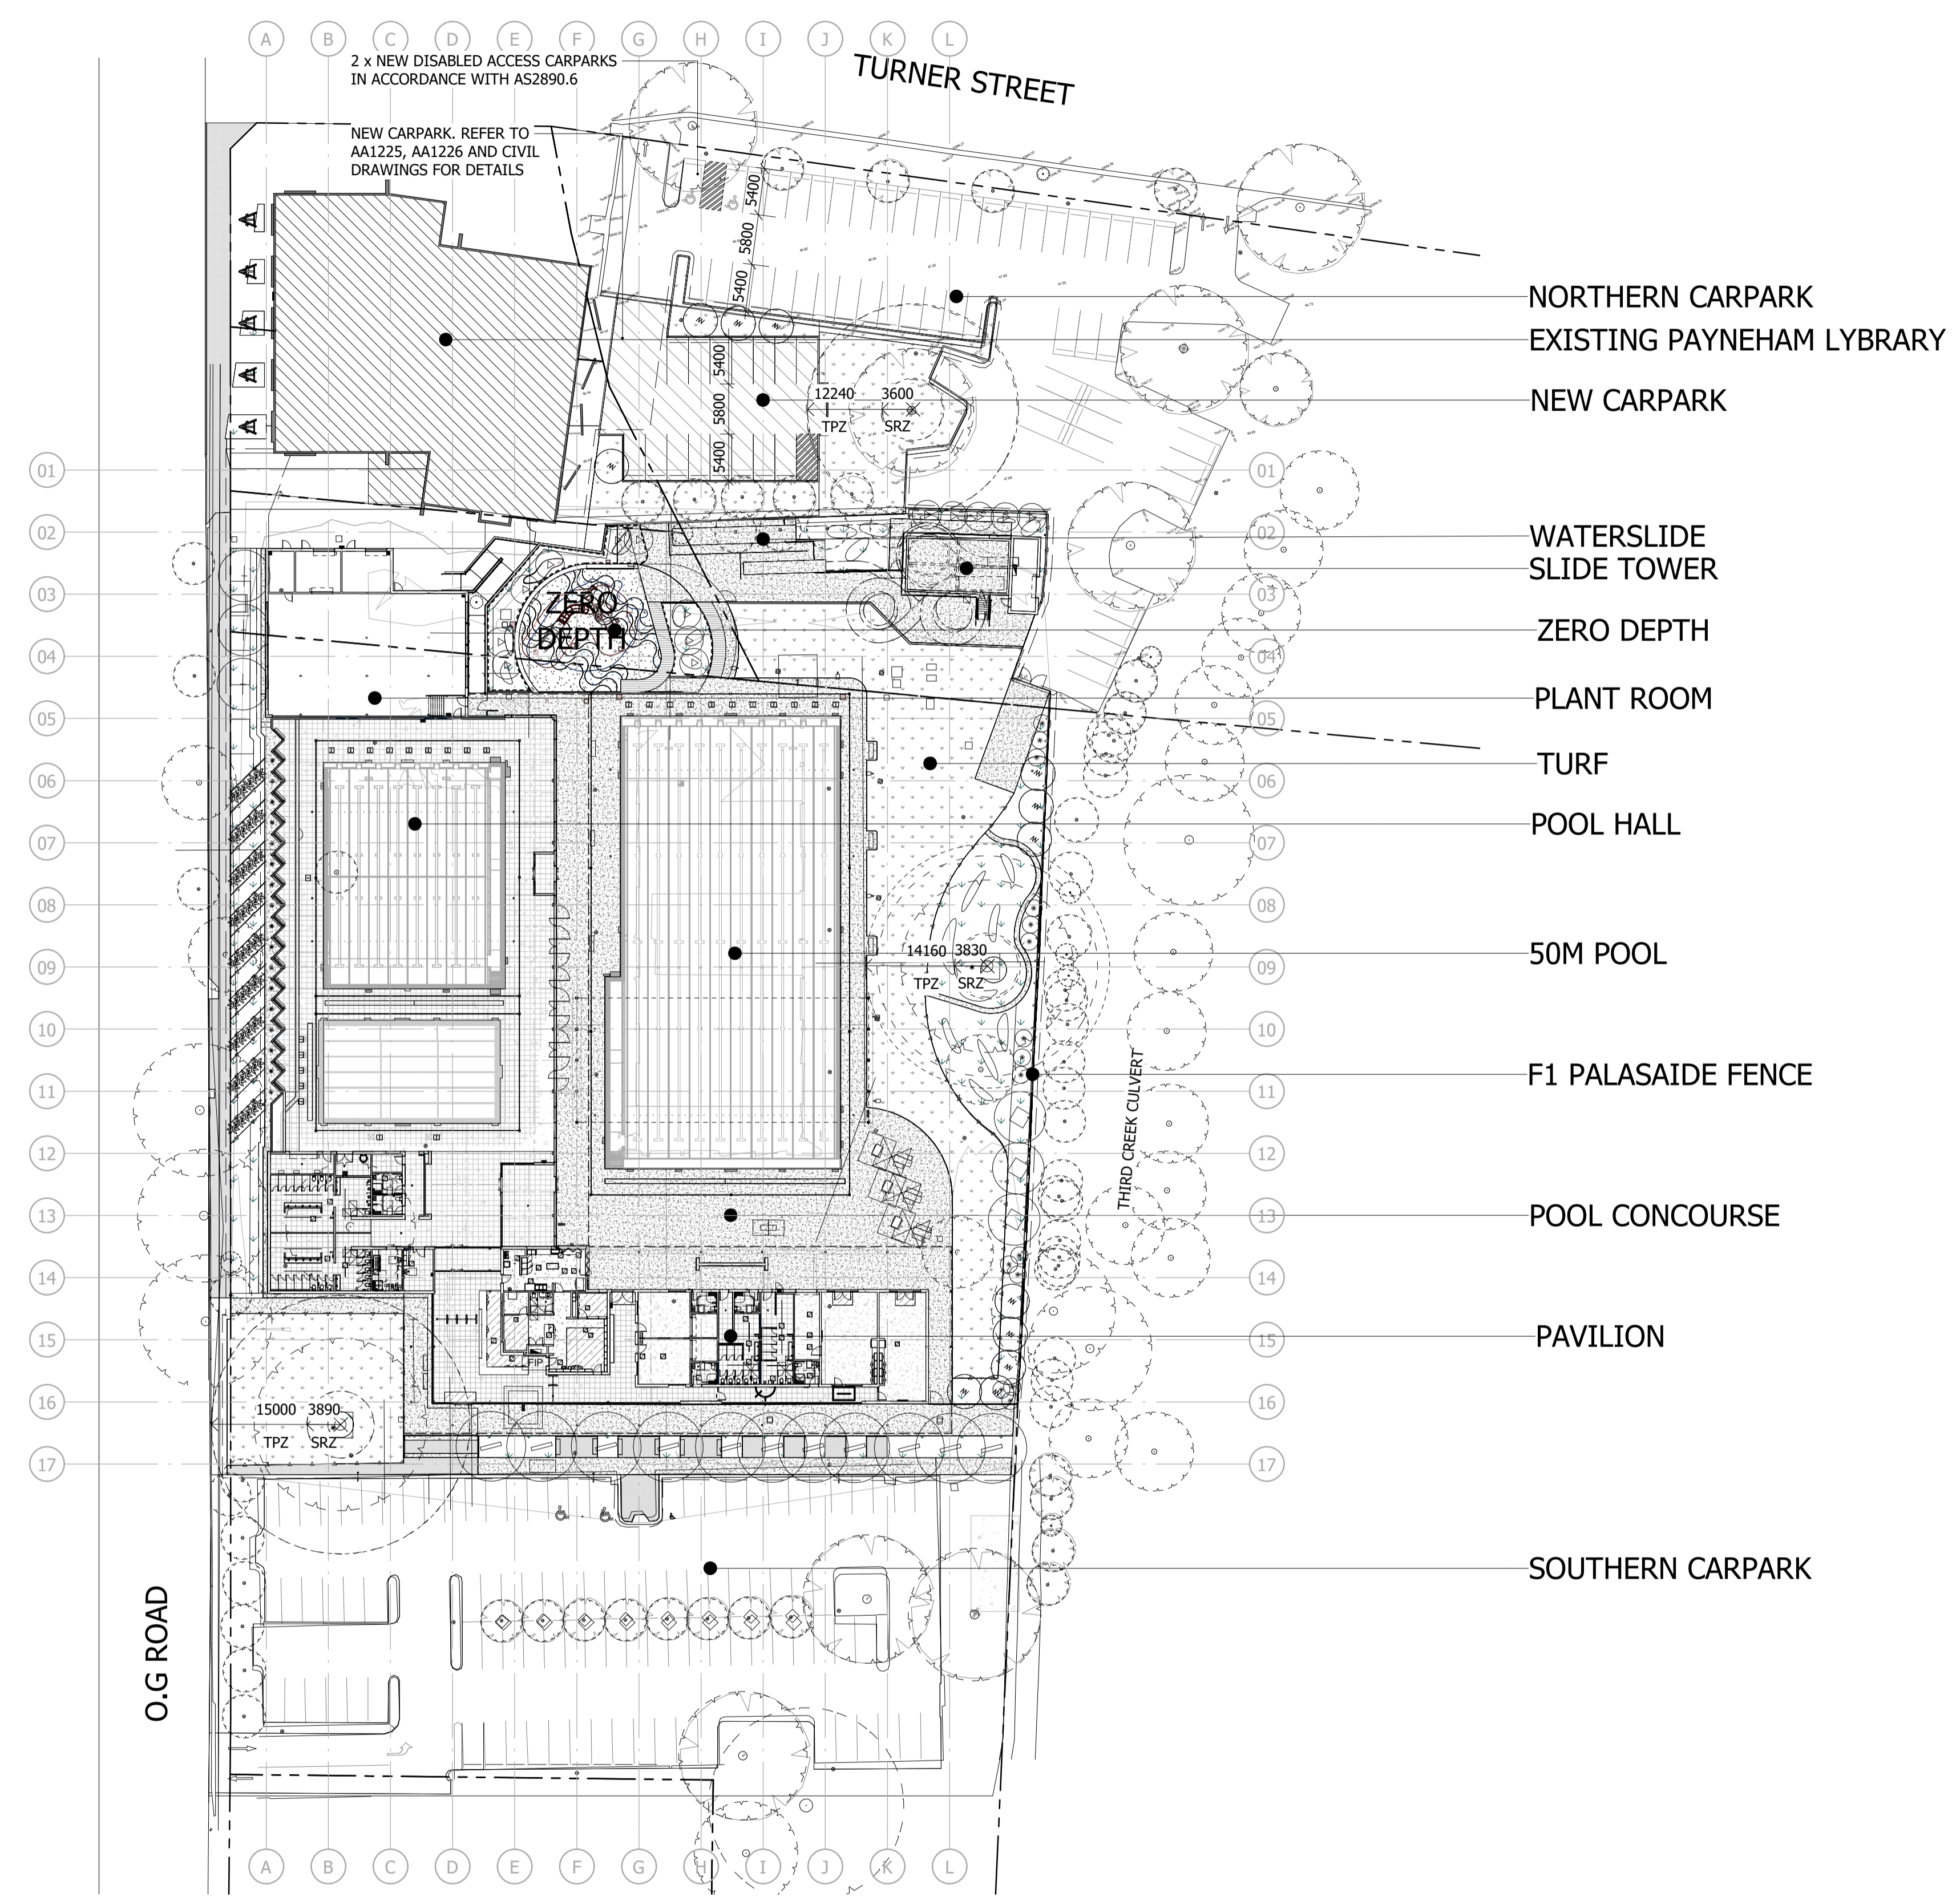 A B C D E F G H I J K L
2 x NEW DISABLED ACCESS CARPARKS
IN ACCORDANCE WITH AS2890.6
TURNER STREET
NEW CARPARK. REFER TO
AA1225, AA1226 AND CIVIL
DRAWINGS FOR DETAILS
5400
5800
5400
NORTHERN CARPARK
EXISTING PAYNEHAM LYBRARY
5400
5800
5400
12240 3600
TPZ SRZ
NEW CARPARK
01 01
02 02
WATERSLIDE
SLIDE TOWER
03 03
ZERO
DEPTH
ZERO DEPTH
04 04
PLANT ROOM
05 05
TURF
06 06
POOL HALL
07 07
08 08
14160 3830
TPZ SRZ
50M POOL
09 09
10 10
F1 PALASAIDE FENCE
11 11
THIRD CREEK CULVERT
12 12
13 13
POOL CONCOURSE
14 14
15 15
PAVILION
FIP
16 16
15000 3890
TPZ SRZ
17 17
SOUTHERN CARPARK
O.G ROAD
A B C D E F G H I J K L